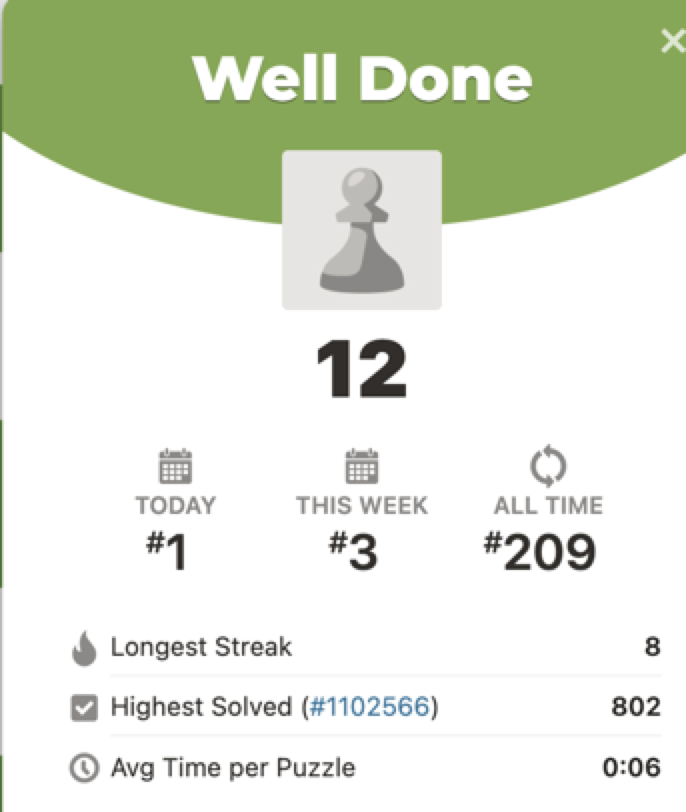 Well Done
12
TODAY THIS WEEK ALL TIME
#1 #3 #209
Longest Streak 8
Highest Solved (#1102566) 802
Avg Time per Puzzle 0:06